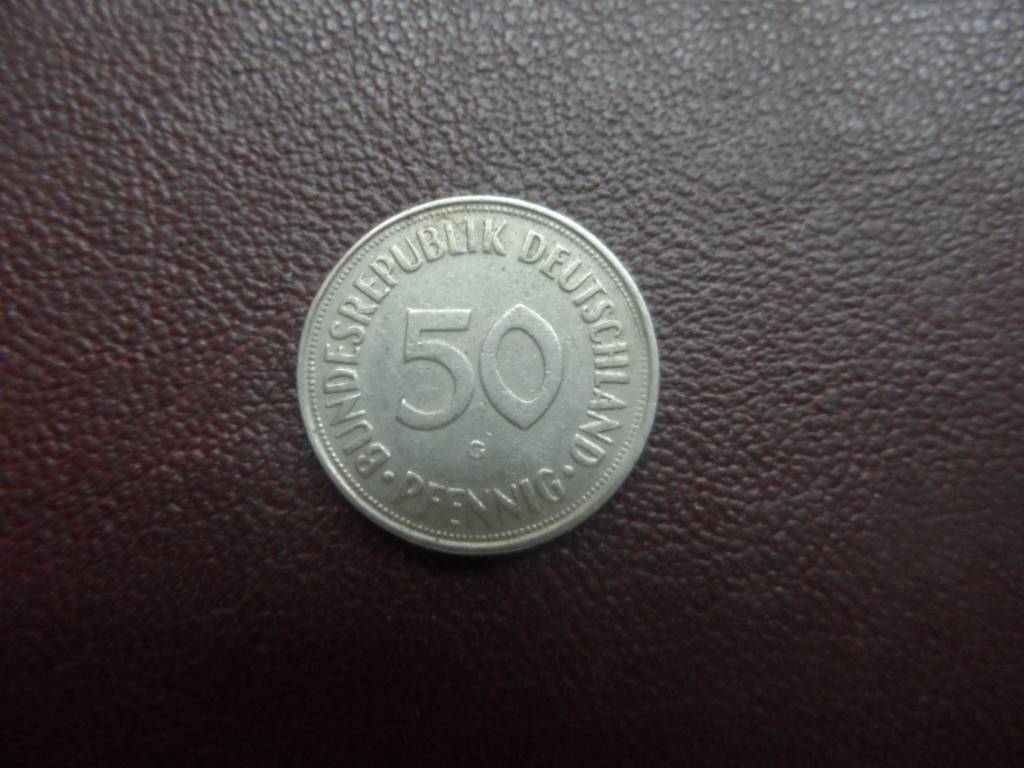 BUNDESREPUBLIK DEUTSCHLAND
50
G
PFENNIG